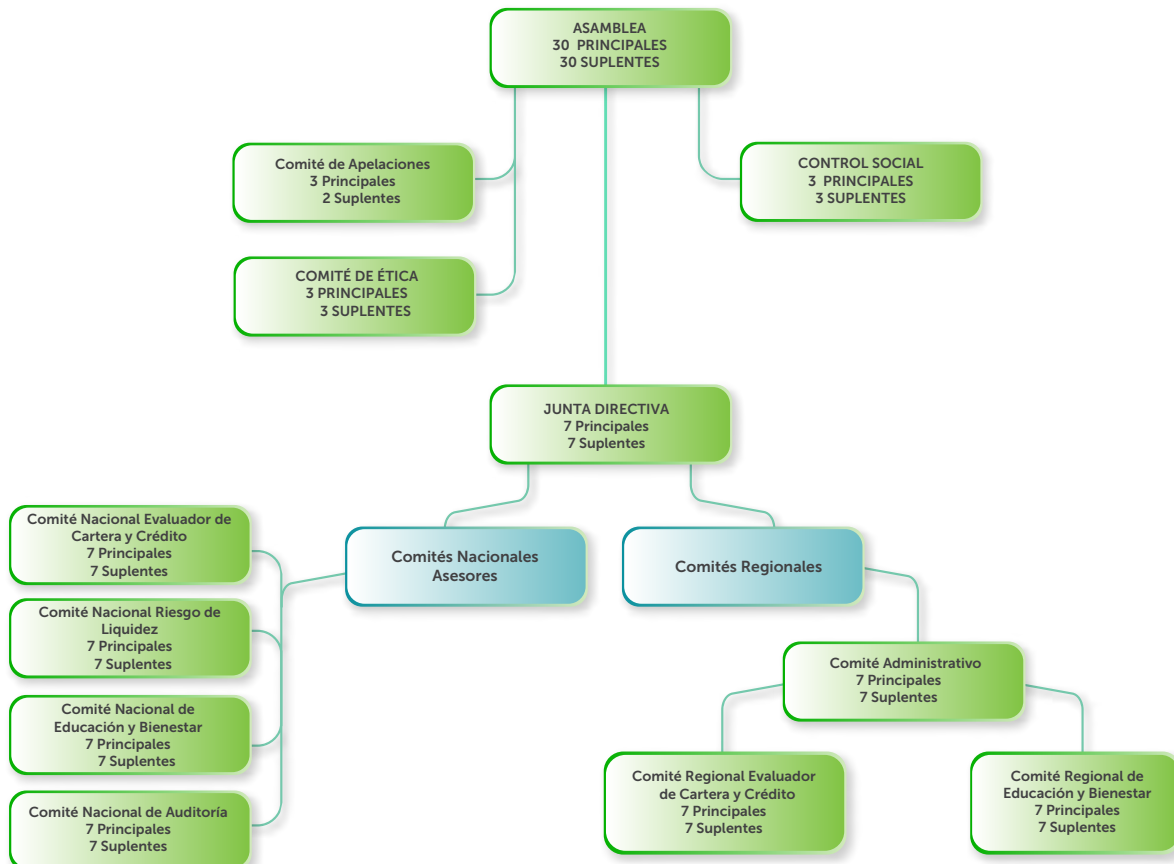 ASAMBLEA
30 PRINCIPALES
30 SUPLENTES
Comité de Apelaciones
3 Principales
2 Suplentes
CONTROL SOCIAL
3 PRINCIPALES
3 SUPLENTES
COMITÉ DE ÉTICA
3 PRINCIPALES
3 SUPLENTES
JUNTA DIRECTIVA
7 Principales
7 Suplentes
Comités Nacionales
Asesores
Comités Regionales
Comité Nacional Evaluador de
Cartera y Crédito
7 Principales
7 Suplentes
Comité Nacional Riesgo de
Liquidez
7 Principales
7 Suplentes
Comité Nacional de
Educación y Bienestar
7 Principales
7 Suplentes
Comité Nacional de Auditoría
7 Principales
7 Suplentes
Comité Administrativo
7 Principales
7 Suplentes
Comité Regional Evaluador
de Cartera y Crédito
7 Principales
7 Suplentes
Comité Regional de
Educación y Bienestar
7 Principales
7 Suplentes